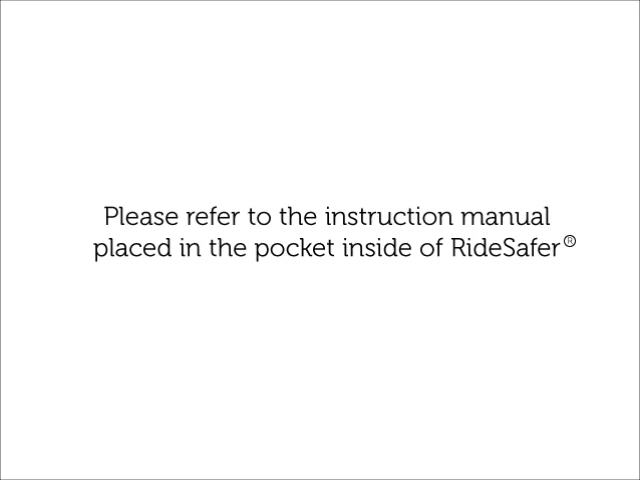 Please refer to the instruction manual
placed in the pocket inside of RideSafer®